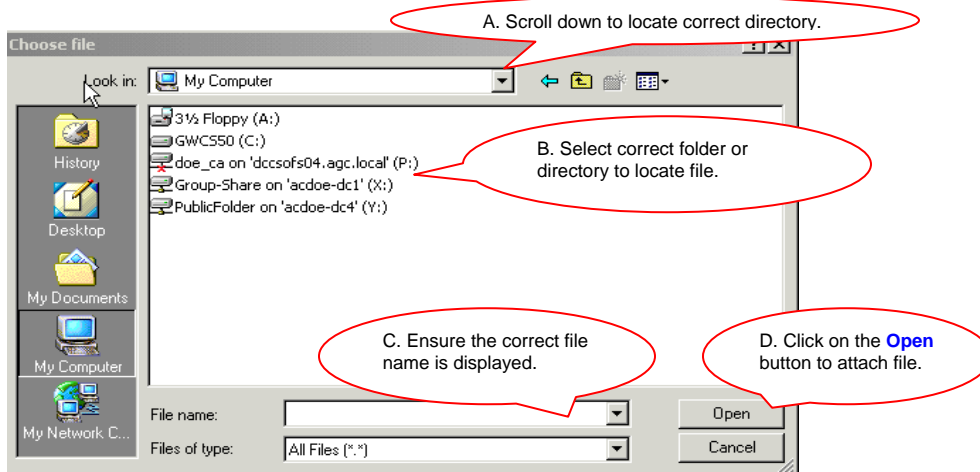 A. Scroll down to locate correct directory.
Choose file
? X
Look in: My Computer
3½ Floppy (A:)
GWCS50 (C:)
doe_ca on 'dccsofs04.agc.local' (P:)
Group-Share on 'acdoe-dc1' (X:)
PublicFolder on 'acdoe-dc4' (Y:)
B. Select correct folder or
directory to locate file.
History
Desktop
My Documents
My Computer
My Network C...
C. Ensure the correct file
name is displayed.
D. Click on the Open
button to attach file.
File name:
Open
Files of type: All Files (*.*)
Cancel